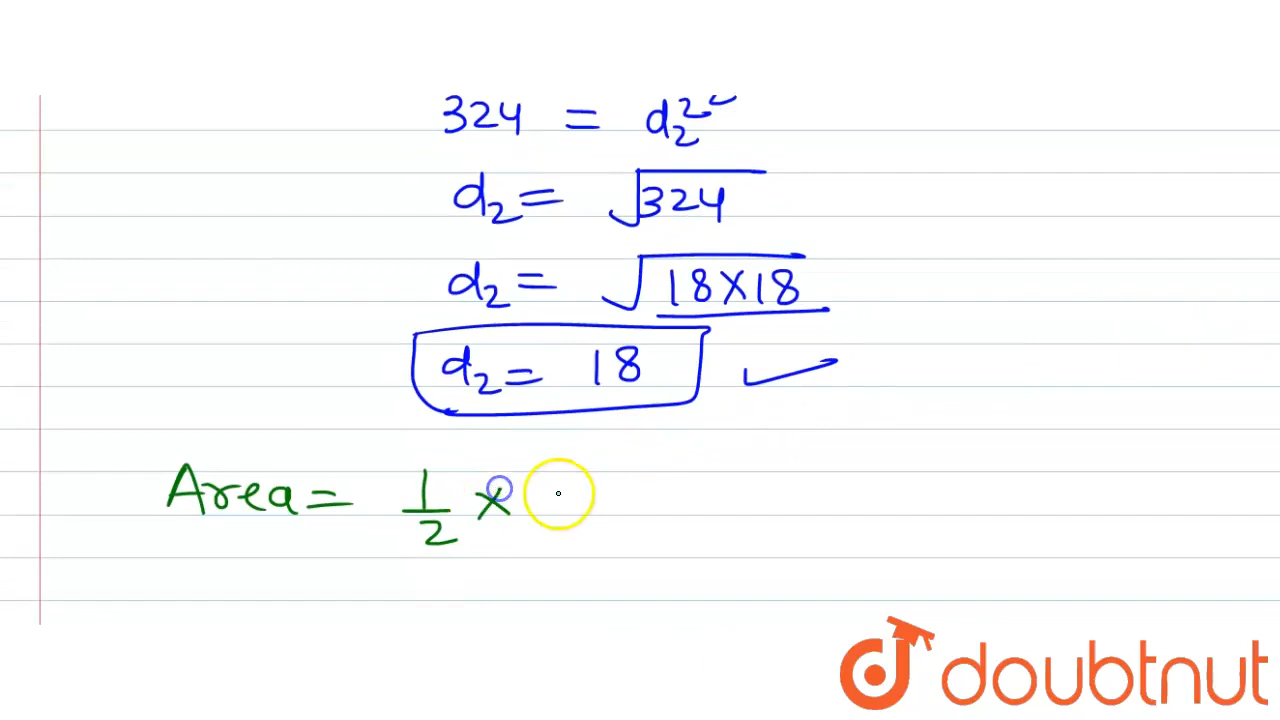 324 = d₂²
d₂ = √324
d₂ = √18×18
d₂ = 18
Area = 1/2 ×
doubtnut